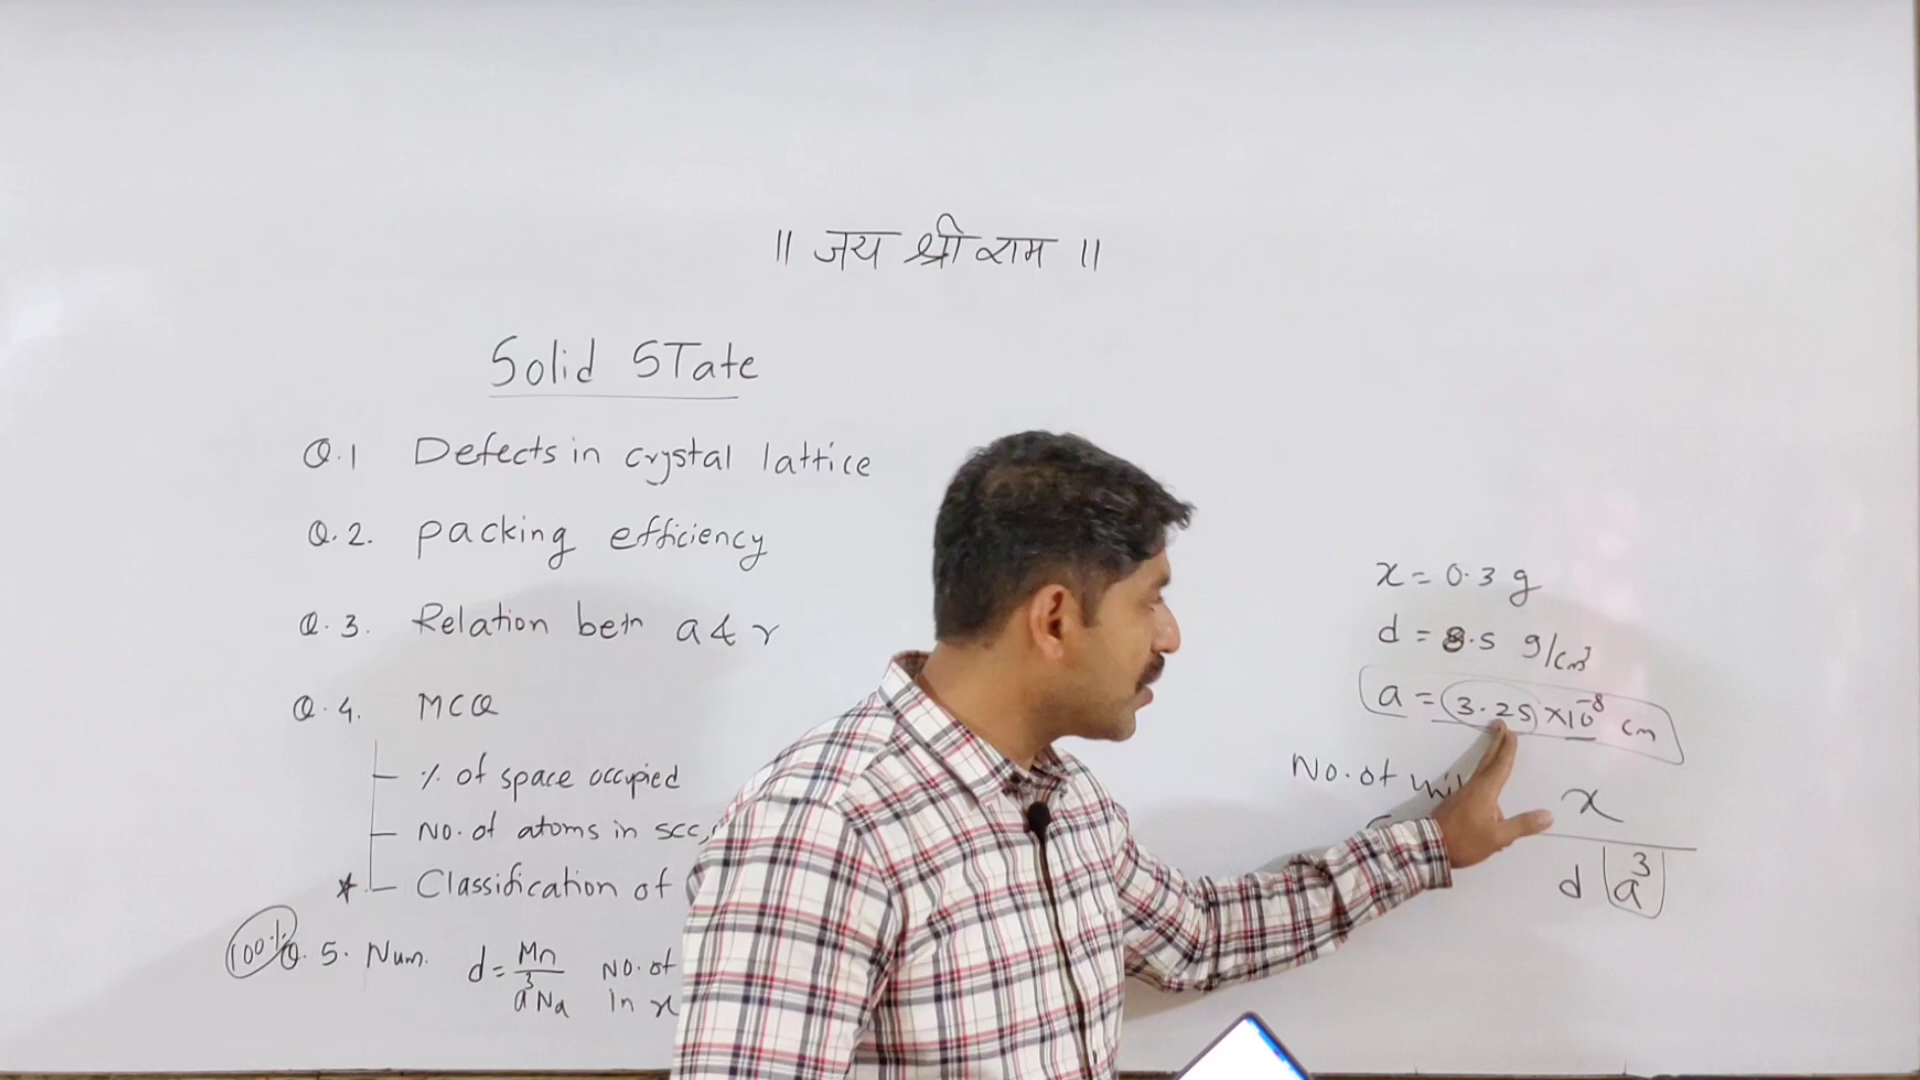 ॥ जय श्री राम ॥
Solid STate
Q.1 Defects in crystal lattice
Q.2. packing efficiency
Q.3. Relation betn a & r
Q.4. MCQ
- % of space occupied
- No. of atoms in scc,
* - Classification of
100% Q.5. Num. d = Mn / a³Na No. of
in x
x = 0.3 g
d = 8.5 g/cm³
a = 3.25 × 10⁻⁸ cm
No. of x
d a³